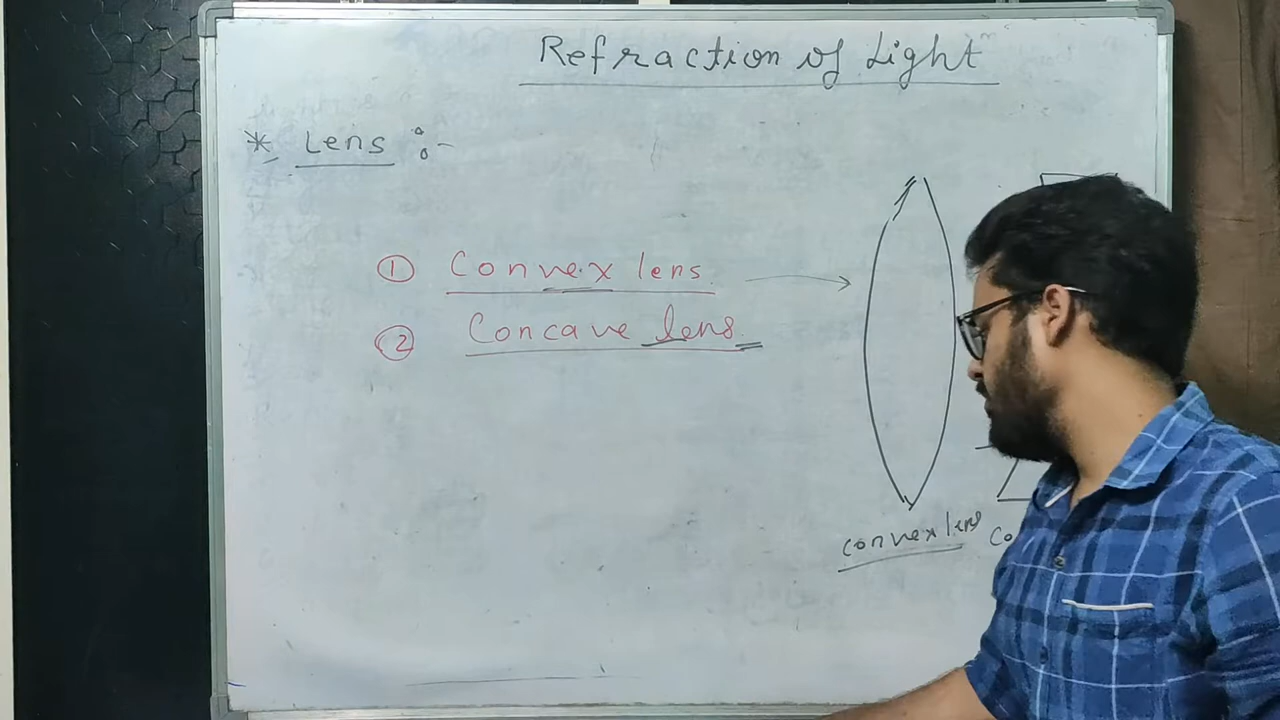 Refraction of Light
* Lens :-
① Convex lens
② Concave lens
convex lens